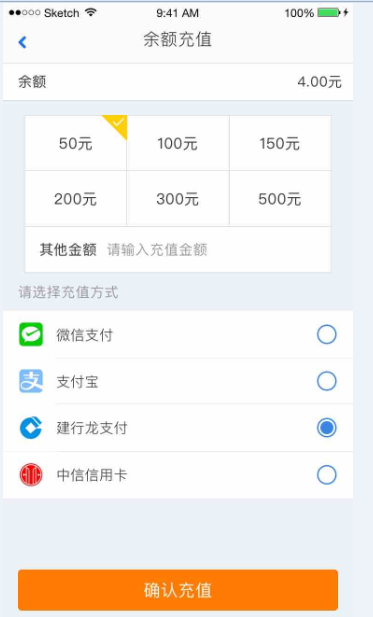 Sketch 9:41 AM 100%
余额充值
余额 4.00元
50元 100元 150元
200元 300元 500元
其他金额 请输入充值金额
请选择充值方式
微信支付
支付宝
建行龙支付
中信信用卡
确认充值